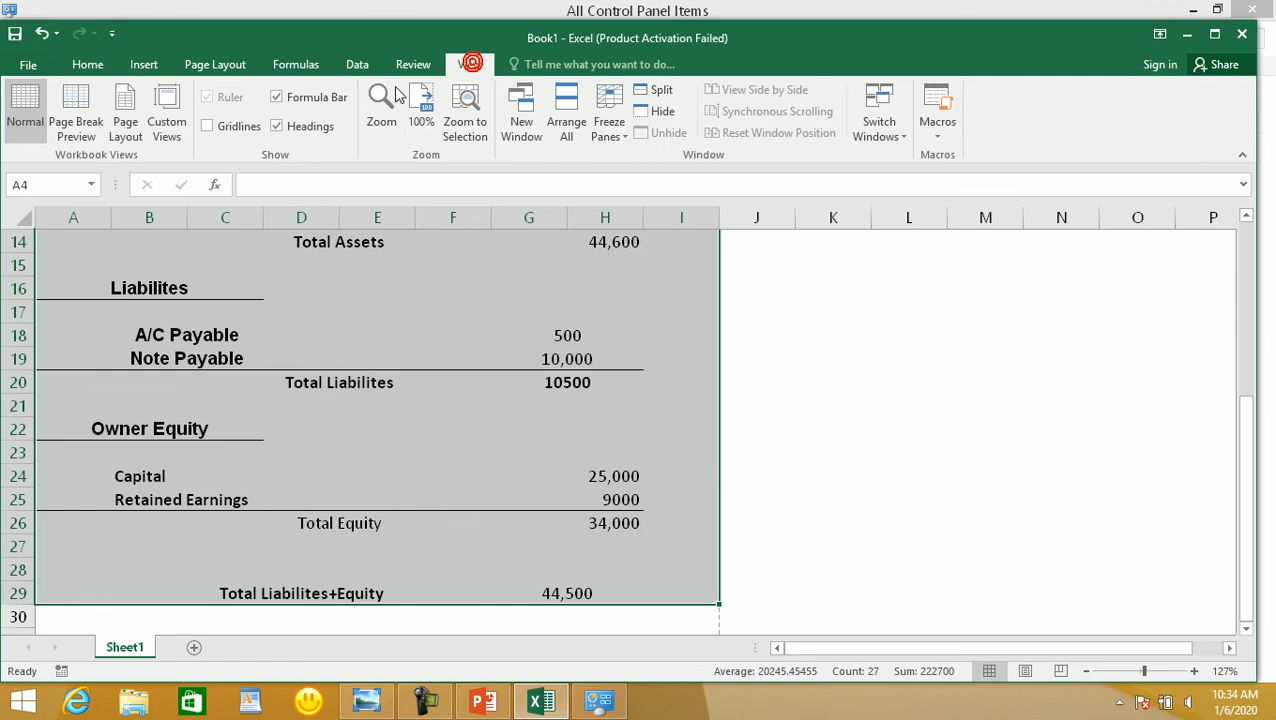 All Control Panel Items
Book1 - Excel (Product Activation Failed)
File Home Insert Page Layout Formulas Data Review Tell me what you want to do... Sign in Share
Normal
Page Break Preview
Page Layout
Custom Views
Workbook Views
Ruler
Formula Bar
Gridlines
Headings
Show
Zoom
100
100%
Zoom to Selection
Zoom
New Window
Arrange All
Freeze Panes
Split
Hide
Unhide
View Side by Side
Synchronous Scrolling
Reset Window Position
Window
Switch Windows
Macros
Macros
A4
fx
A B C D E F G H I J K L M N O P
14 Total Assets 44,600
15
16 Liabilites
17
18 A/C Payable 500
19 Note Payable 10,000
20 Total Liabilites 10500
21
22 Owner Equity
23
24 Capital 25,000
25 Retained Earnings 9000
26 Total Equity 34,000
27
28
29 Total Liabilites+Equity 44,500
30
Sheet1
Ready Average: 20245.45455 Count: 27 Sum: 222700 127%
10:34 AM
1/6/2020